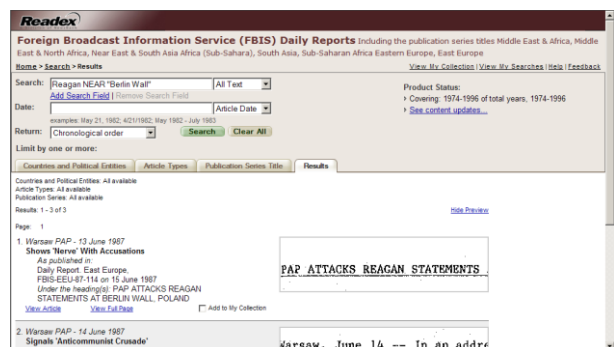 Readex
Foreign Broadcast Information Service (FBIS) Daily Reports Including the publication series titles Middle East & Africa, Middle
East & North Africa, Near East & South Asia Africa (Sub-Sahara), South Asia, Sub-Saharan Africa Eastern Europe, East Europe
Home > Search > Results
View My Collection | View My Searches | Help | Feedback
Search: Reagan NEAR "Berlin Wall" All Text
Add Search Field | Remove Search Field
Date: Article Date
examples: May 21, 1982; 4/21/1982; May 1982 - July 1983
Return: Chronological order Search Clear All
Product Status:
Covering: 1974-1996 of total years, 1974-1996
See content updates...
Limit by one or more:
Countries and Political Entities Article Types Publication Series Title Results
Countries and Political Entities: All available
Article Types: All available
Publication Series: All available
Results: 1 - 3 of 3
Hide Preview
Page: 1
1. Warsaw PAP - 13 June 1987
Shows 'Nerve' With Accusations
As published in:
Daily Report. East Europe,
FBIS-EEU-87-114 on 15 June 1987
Under the heading(s): PAP ATTACKS REAGAN
STATEMENTS AT BERLIN WALL, POLAND
View Article View Full Page Add to My Collection
PAP ATTACKS REAGAN STATEMENTS
2. Warsaw PAP - 14 June 1987
Signals 'Anticommunist Crusade'
Warsaw, June 14 -- In an addre